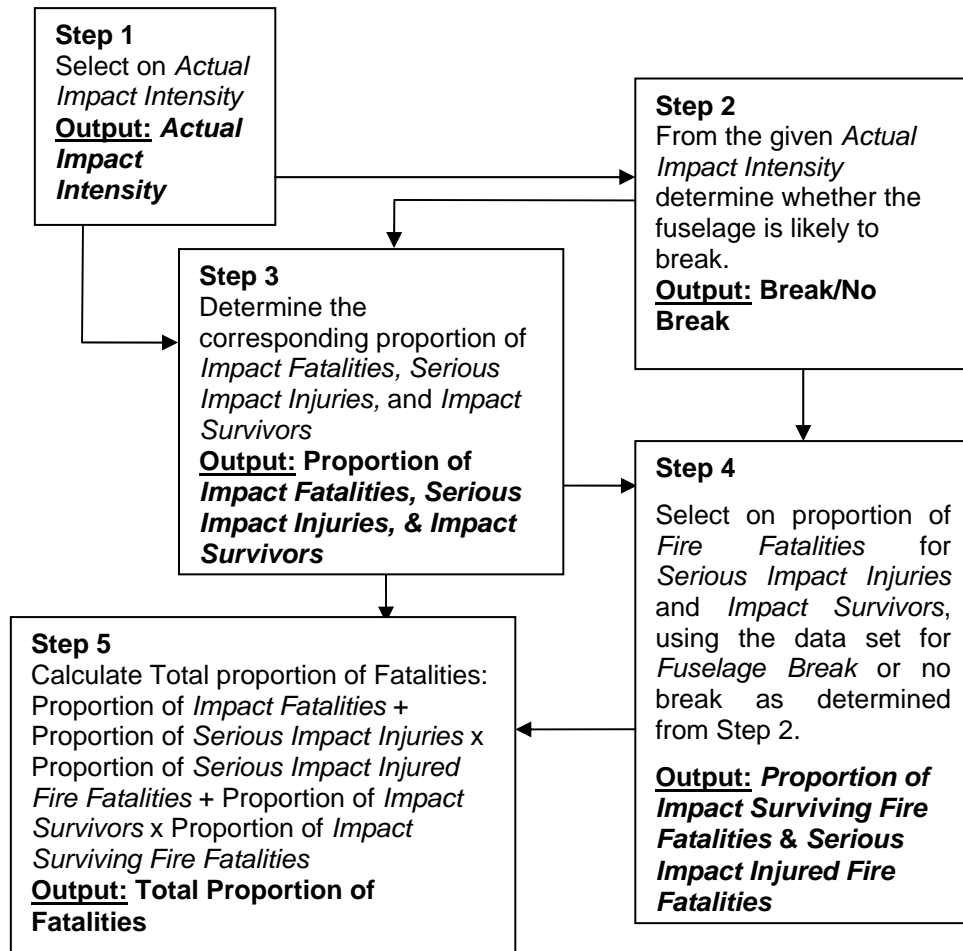 Step 1
Select on Actual
Impact Intensity
Output: Actual
Impact
Intensity
Step 2
From the given Actual
Impact Intensity
determine whether the
fuselage is likely to
break.
Output: Break/No
Break
Step 3
Determine the
corresponding proportion of
Impact Fatalities, Serious
Impact Injuries, and Impact
Survivors
Output: Proportion of
Impact Fatalities, Serious
Impact Injuries, & Impact
Survivors
Step 4
Select on proportion of
Fire Fatalities for
Serious Impact Injuries
and Impact Survivors,
using the data set for
Fuselage Break or no
break as determined
from Step 2.
Output: Proportion of
Impact Surviving Fire
Fatalities & Serious
Impact Injured Fire
Fatalities
Step 5
Calculate Total proportion of Fatalities:
Proportion of Impact Fatalities +
Proportion of Serious Impact Injuries x
Proportion of Serious Impact Injured
Fire Fatalities + Proportion of Impact
Survivors x Proportion of Impact
Surviving Fire Fatalities
Output: Total Proportion of
Fatalities